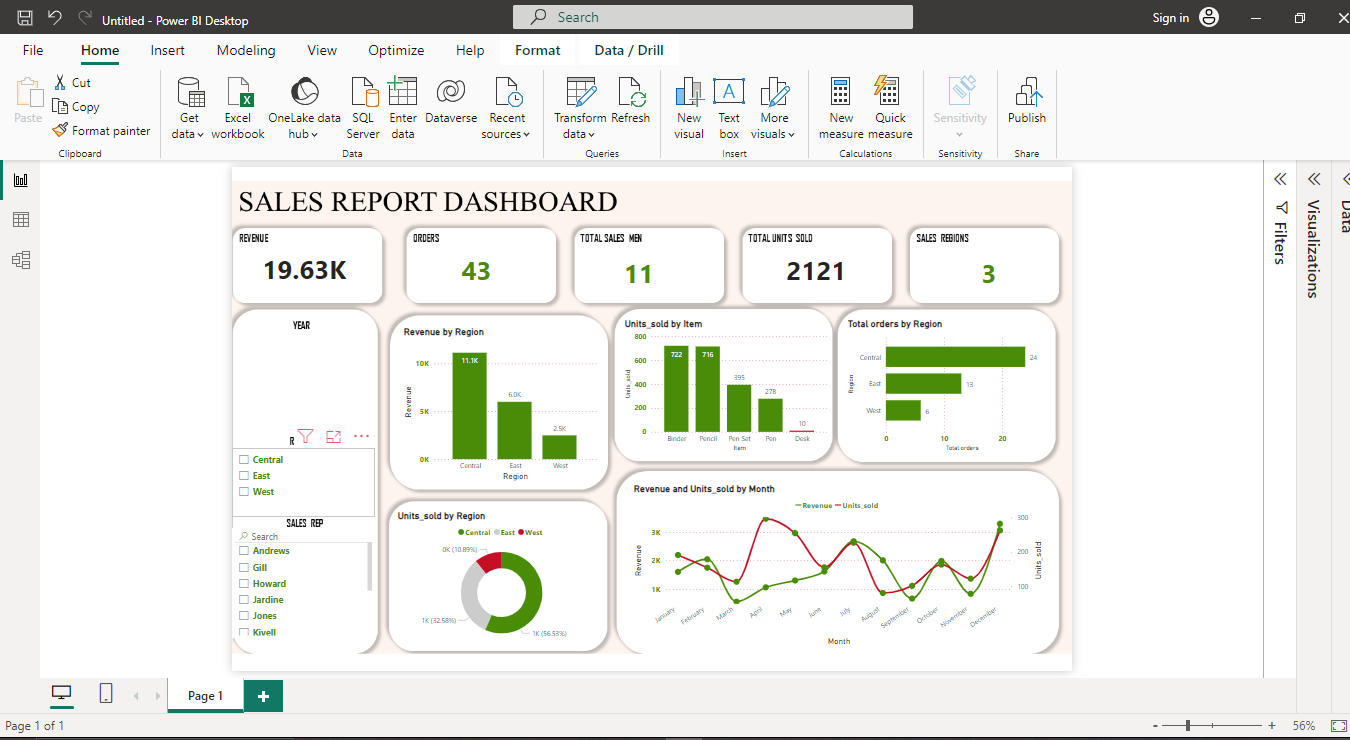 Untitled - Power BI Desktop
Search
Sign in
File
Home
Insert
Modeling
View
Optimize
Help
Format
Data / Drill
Paste
Cut
Copy
Format painter
Clipboard
Get data
Excel workbook
OneLake data hub
SQL Server
Enter data
Dataverse
Recent sources
Data
Transform data
Refresh
Queries
New visual
Text box
More visuals
Insert
New measure
Quick measure
Calculations
Sensitivity
Sensitivity
Publish
Share
SALES REPORT DASHBOARD
REVENUE
19.63K
ORDERS
43
TOTAL SALES MEN
11
TOTAL UNITS SOLD
2121
SALES REGIONS
3
YEAR
R
Central
East
West
SALES REP
Search
Andrews
Gill
Howard
Jardine
Jones
Kivell
Revenue by Region
Revenue
10K
5K
0K
11.1K
6.0K
2.5K
Central
East
West
Region
Units_sold by Item
Units_sold
800
600
400
200
0
722
716
395
278
10
Binder
Pencil
Pen Set
Pen
Desk
Item
Total orders by Region
Region
Central
East
West
24
13
6
0
10
20
Total orders
Units_sold by Region
Central
East
West
0K (10.89%)
1K (32.58%)
1K (56.53%)
Revenue and Units_sold by Month
Revenue
Units_sold
Revenue
3K
2K
1K
300
200
100
Units_sold
January
February
March
April
May
June
July
August
September
October
November
December
Month
Filters
Visualizations
Data
Page 1
Page 1 of 1
56%